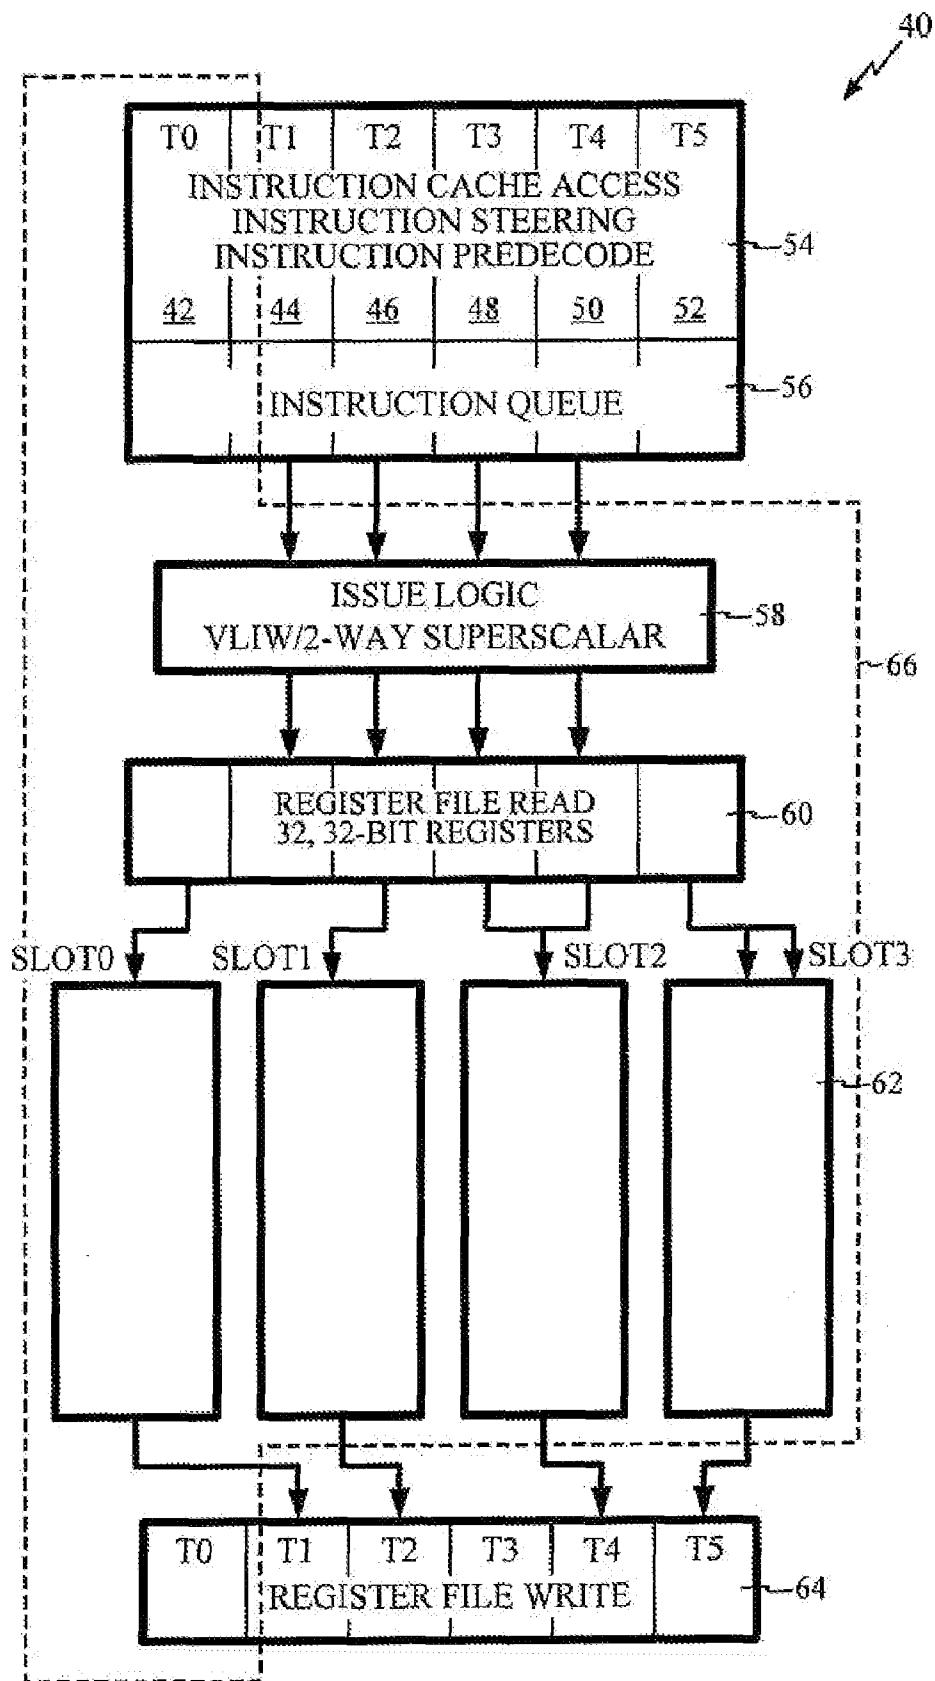 40
T0 T1 T2 T3 T4 T5
INSTRUCTION CACHE ACCESS
INSTRUCTION STEERING
INSTRUCTION PREDECODE
54
42 44 46 48 50 52
INSTRUCTION QUEUE
56
ISSUE LOGIC
VLIW/2-WAY SUPERSCALAR
58
66
REGISTER FILE READ
32, 32-BIT REGISTERS
60
SLOT0 SLOT1 SLOT2 SLOT3
62
T0 T1 T2 T3 T4 T5
REGISTER FILE WRITE
64